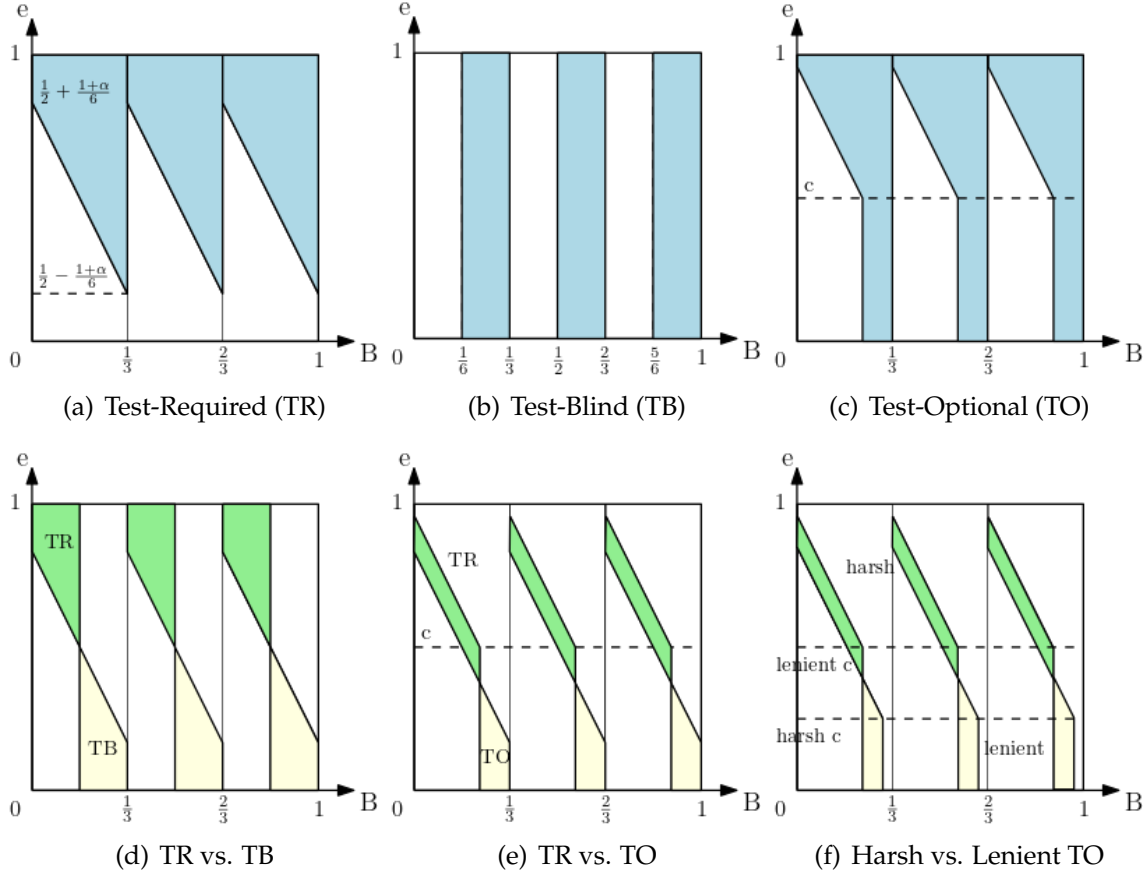 e
1
1/2 + 1+α/6
1/2 − 1+α/6
0
1/3
2/3
1
B
(a) Test-Required (TR)
e
1
0
1/6
1/3
1/2
2/3
5/6
1
B
(b) Test-Blind (TB)
e
1
c
0
1/3
2/3
1
B
(c) Test-Optional (TO)
e
1
TR
TB
0
1/3
2/3
1
B
(d) TR vs. TB
e
1
TR
c
TO
0
1/3
2/3
1
B
(e) TR vs. TO
e
1
harsh
lenient c
harsh c
lenient
0
1/3
2/3
1
B
(f) Harsh vs. Lenient TO